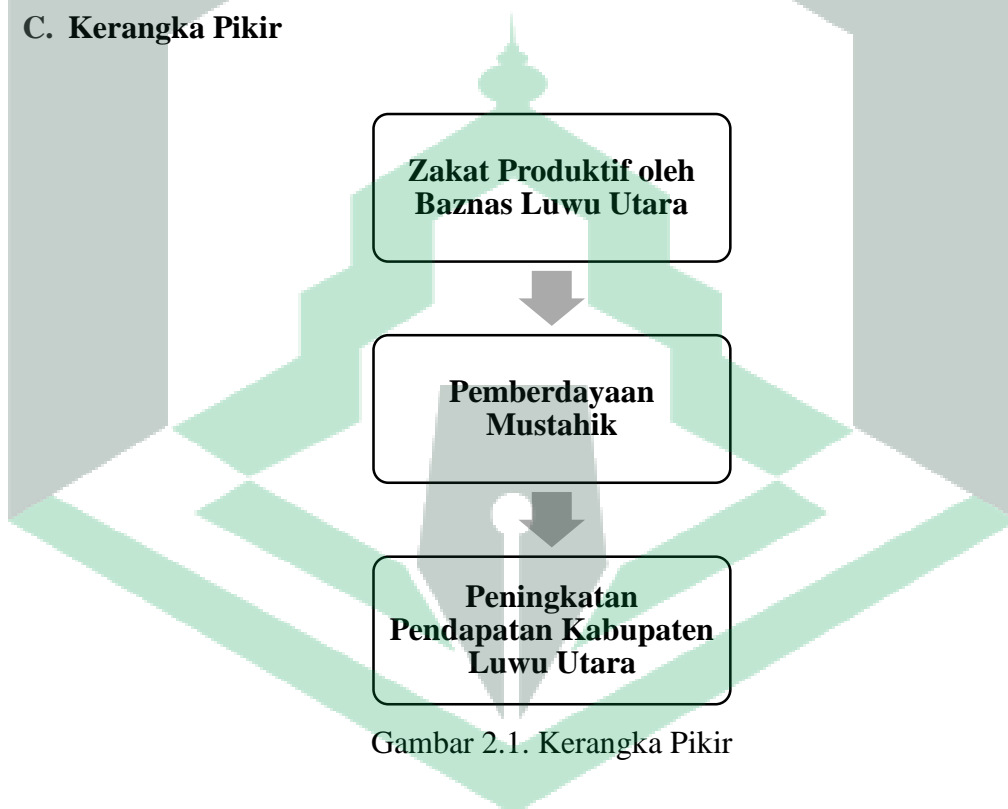 C. Kerangka Pikir
Zakat Produktif oleh
Baznas Luwu Utara
Pemberdayaan
Mustahik
Peningkatan
Pendapatan Kabupaten
Luwu Utara
Gambar 2.1. Kerangka Pikir